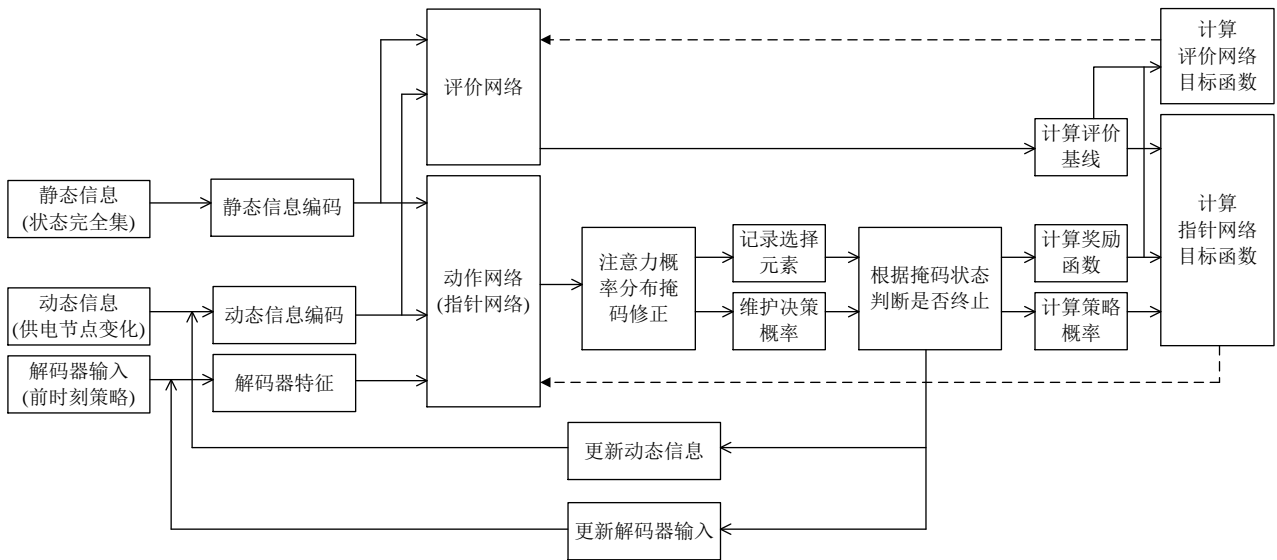 计算
评价网络
目标函数
评价网络
计算评价
基线
静态信息
(状态完全集)
静态信息编码
动作网络
(指针网络)
注意力概
率分布掩
码修正
记录选择
元素
维护决策
概率
根据掩码状态
判断是否终止
计算奖励
函数
计算策略
概率
计算
指针网络
目标函数
动态信息
(供电节点变化)
动态信息编码
解码器输入
(前时刻策略)
解码器特征
更新动态信息
更新解码器输入